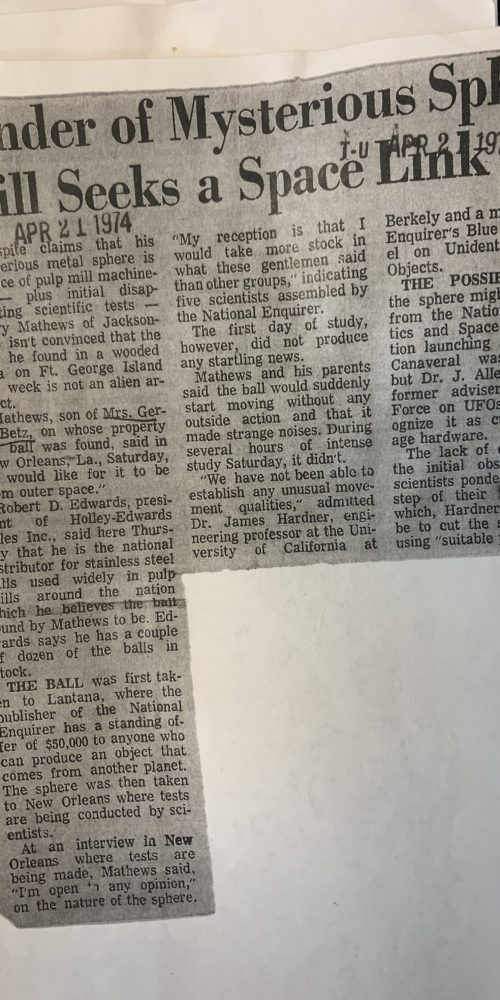 nder of Mysterious Sp
ill Seeks a Space Link
T-U APR 21 197
APR 21 1974
spite claims that his
erious metal sphere is
ce of pulp mill machine-
— plus initial disap-
ting scientific tests —
y Mathews of Jackson-
isn't convinced that the
he found in a wooded
a on Ft. George Island
week is not an alien ar-
ct.
athews, son of Mrs. Ger-
Betz, on whose property
ball was found, said in
w Orleans, La., Saturday,
would like for it to be
m outer space."
Robert D. Edwards, presi-
nt of Holley-Edwards
les Inc., said here Thurs-
y that he is the national
stributor for stainless steel
lls used widely in pulp
ills around the nation
hich he believes the ball
und by Mathews to be. Ed-
ards says he has a couple
f dozen of the balls in
tock.
THE BALL was first tak-
en to Lantana, where the
publisher of the National
Enquirer has a standing of-
fer of $50,000 to anyone who
can produce an object that
comes from another planet.
The sphere was then taken
to New Orleans where tests
are being conducted by sci-
entists.
At an interview in New
Orleans where tests are
being made, Mathews said,
"I'm open to any opinion,"
on the nature of the sphere.
"My reception is that I
would take more stock in
what these gentlemen said
than other groups," indicating
five scientists assembled by
the National Enquirer.
The first day of study,
however, did not produce
any startling news.
Mathews and his parents
said the ball would suddenly
start moving without any
outside action and that it
made strange noises. During
several hours of intense
study Saturday, it didn't.
"We have not been able to
establish any unusual move-
ment qualities," admitted
Dr. James Hardner, engi-
neering professor at the Uni-
versity of California at
Berkely and a m
Enquirer's Blue
el on Unident
Objects.
THE POSSIB
the sphere migh
from the Natio
tics and Space
tion launching
Canaveral was
but Dr. J. Alle
former adviser
Force on UFOs
ognize it as c
age hardware.
The lack of
the initial obs
scientists ponde
step of their
which, Hardner
be to cut the s
using "suitable